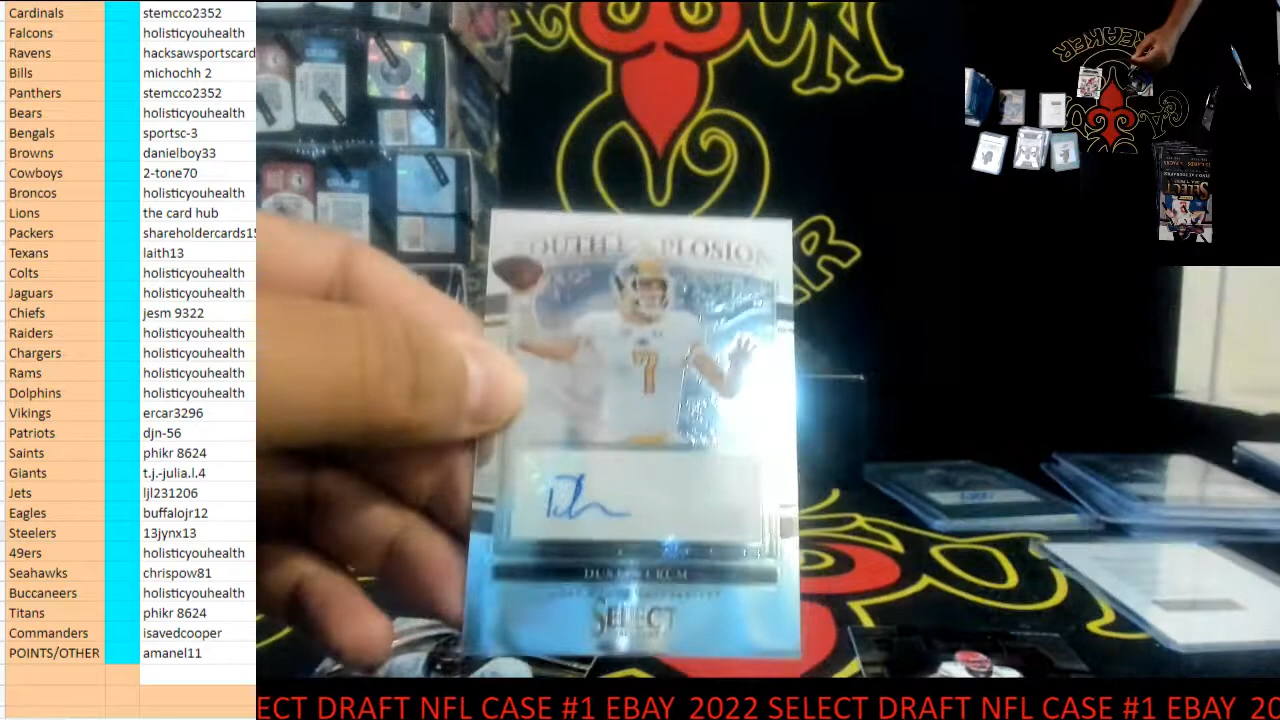 Cardinals stemcco2352
Falcons holisticyouhealth
Ravens hacksawsportscard
Bills michochh 2
Panthers stemcco2352
Bears holisticyouhealth
Bengals sportsc-3
Browns danielboy33
Cowboys 2-tone70
Broncos holisticyouhealth
Lions the card hub
Packers shareholdercards15
Texans laith13
Colts holisticyouhealth
Jaguars holisticyouhealth
Chiefs jesm 9322
Raiders holisticyouhealth
Chargers holisticyouhealth
Rams holisticyouhealth
Dolphins holisticyouhealth
Vikings ercar3296
Patriots djn-56
Saints phikr 8624
Giants t.j.-julia.l.4
Jets ljl231206
Eagles buffalojr12
Steelers 13jynx13
49ers holisticyouhealth
Seahawks chrispow81
Buccaneers holisticyouhealth
Titans phikr 8624
Commanders isavedcooper
POINTS/OTHER amanel11
7
SELECT
SELECT
ECT DRAFT NFL CASE #1 EBAY 2022 SELECT DRAFT NFL CASE #1 EBAY 20